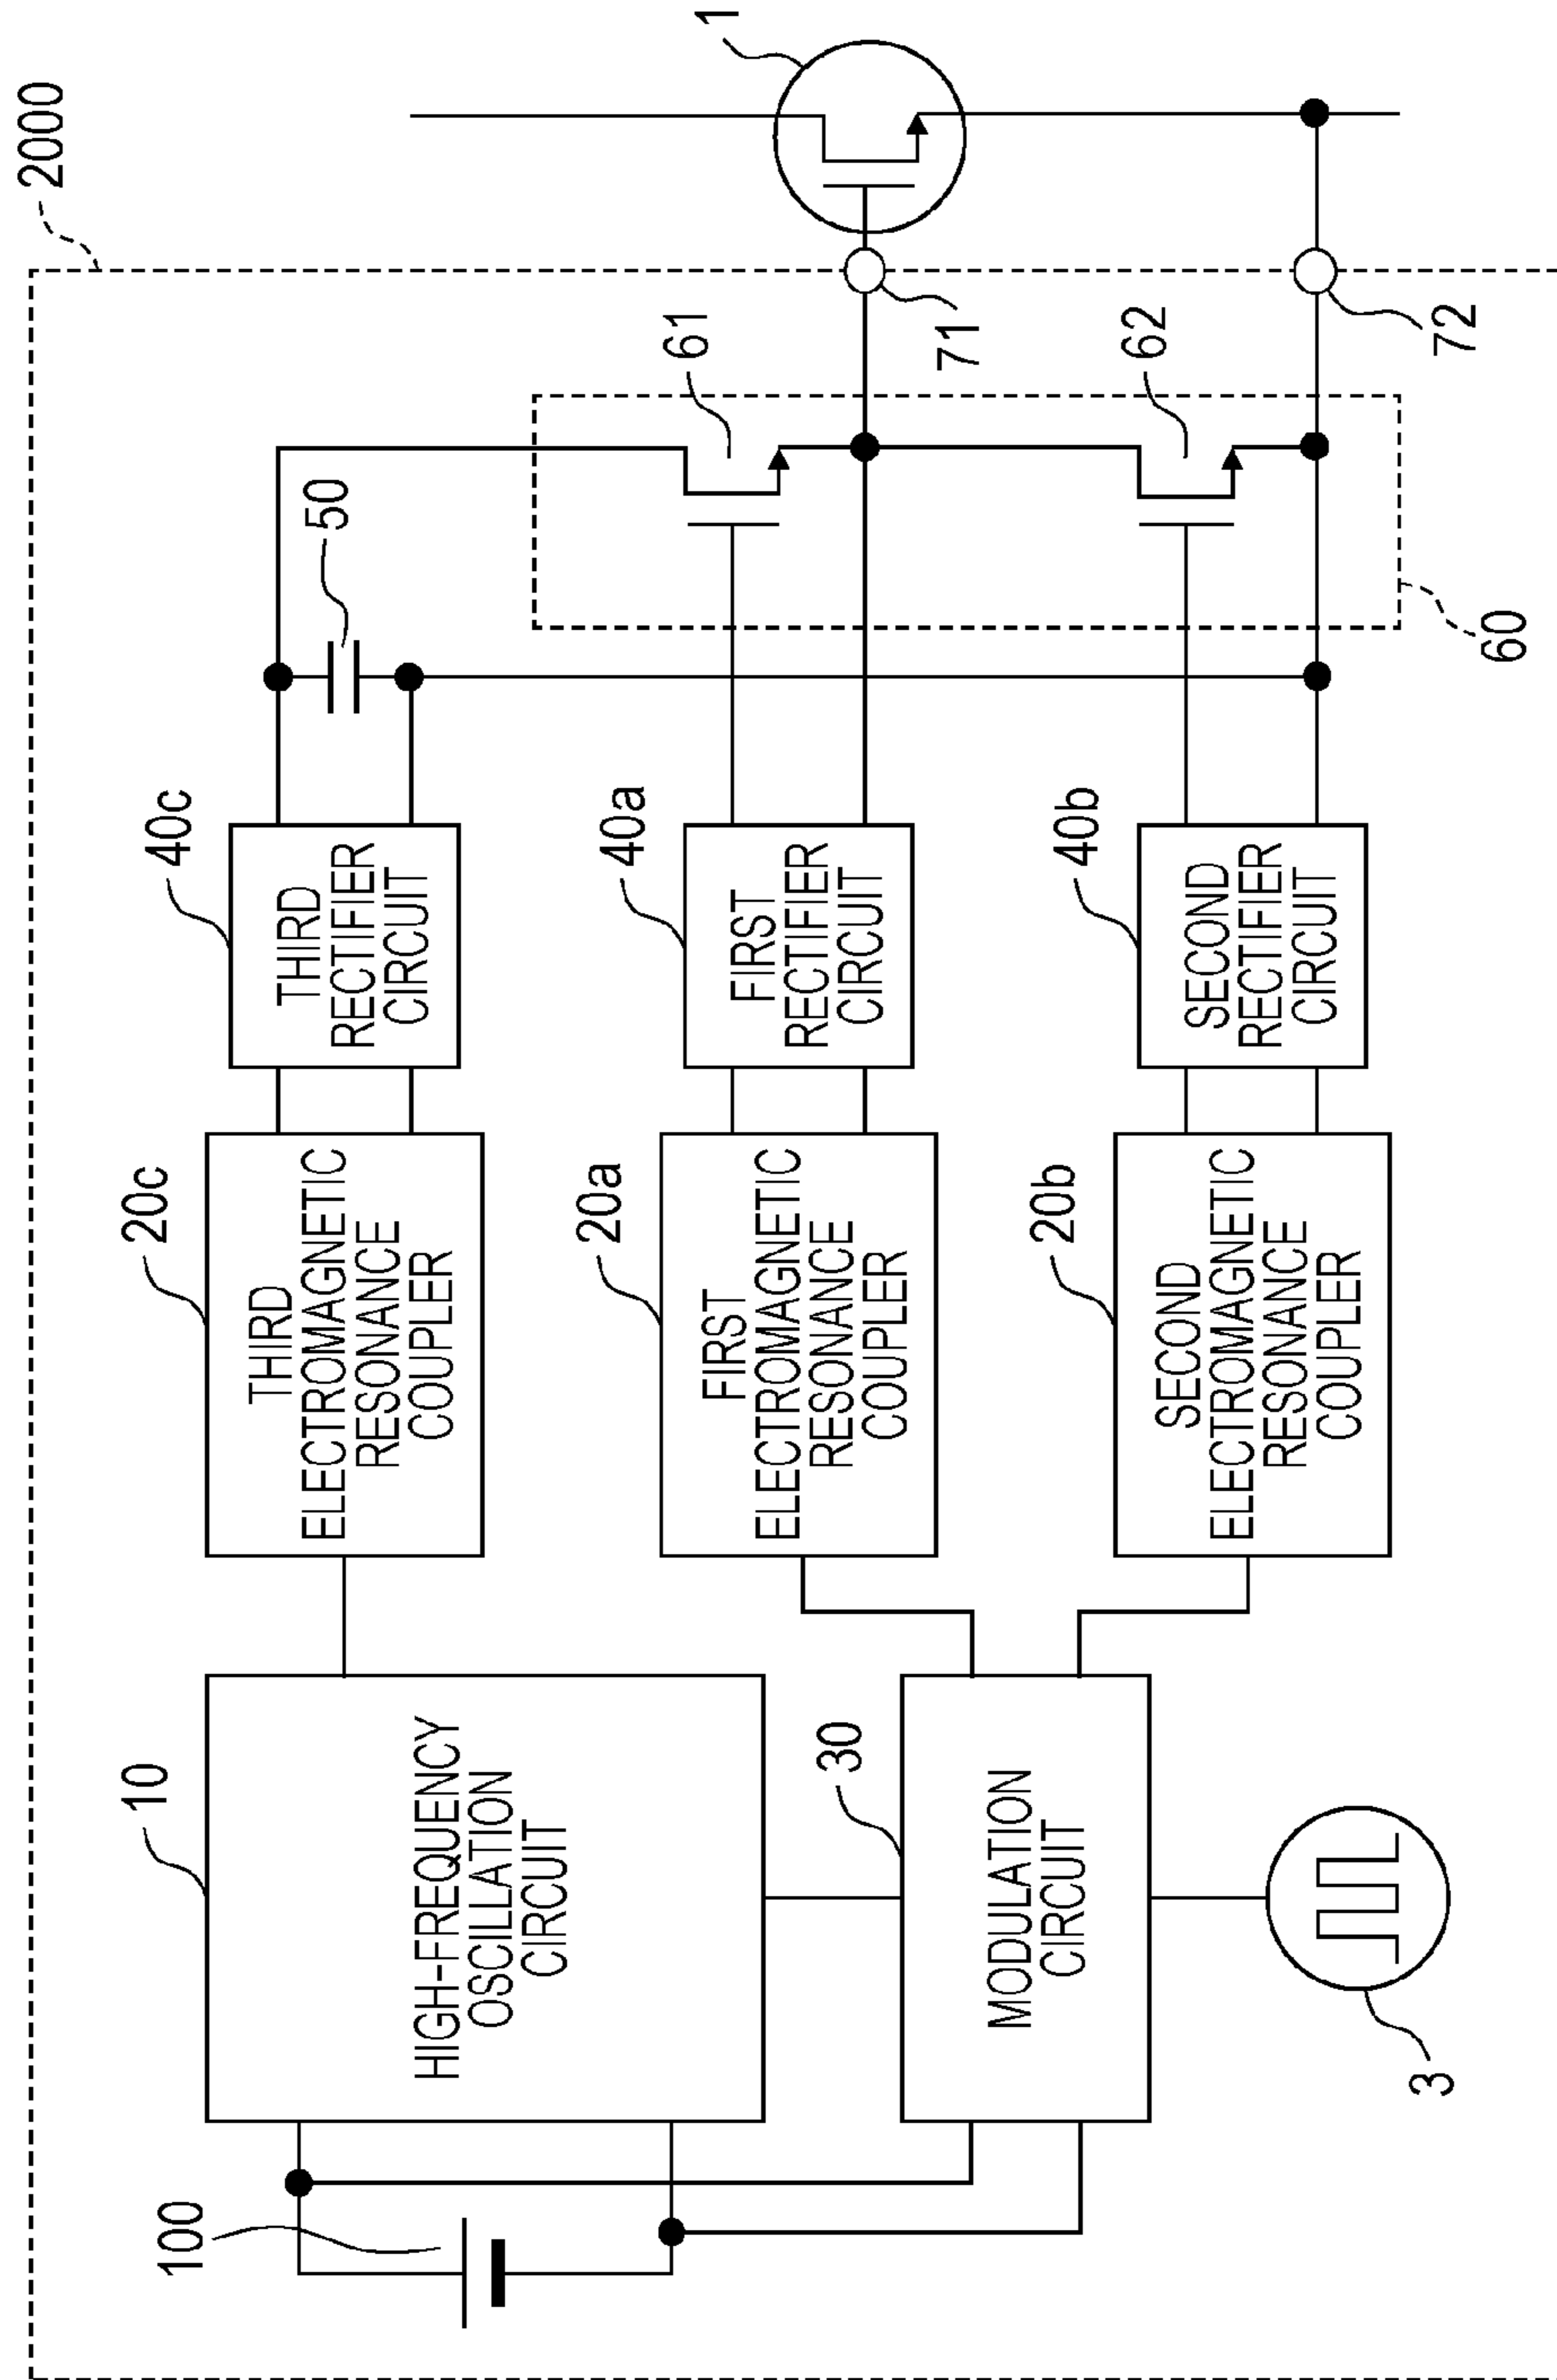 2000
1
100
10
HIGH-FREQUENCY
OSCILLATION
CIRCUIT
20c
THIRD
ELECTROMAGNETIC
RESONANCE
COUPLER
40c
THIRD
RECTIFIER
CIRCUIT
50
61
71
30
MODULATION
CIRCUIT
20a
FIRST
ELECTROMAGNETIC
RESONANCE
COUPLER
40a
FIRST
RECTIFIER
CIRCUIT
62
72
3
20b
SECOND
ELECTROMAGNETIC
RESONANCE
COUPLER
40b
SECOND
RECTIFIER
CIRCUIT
60